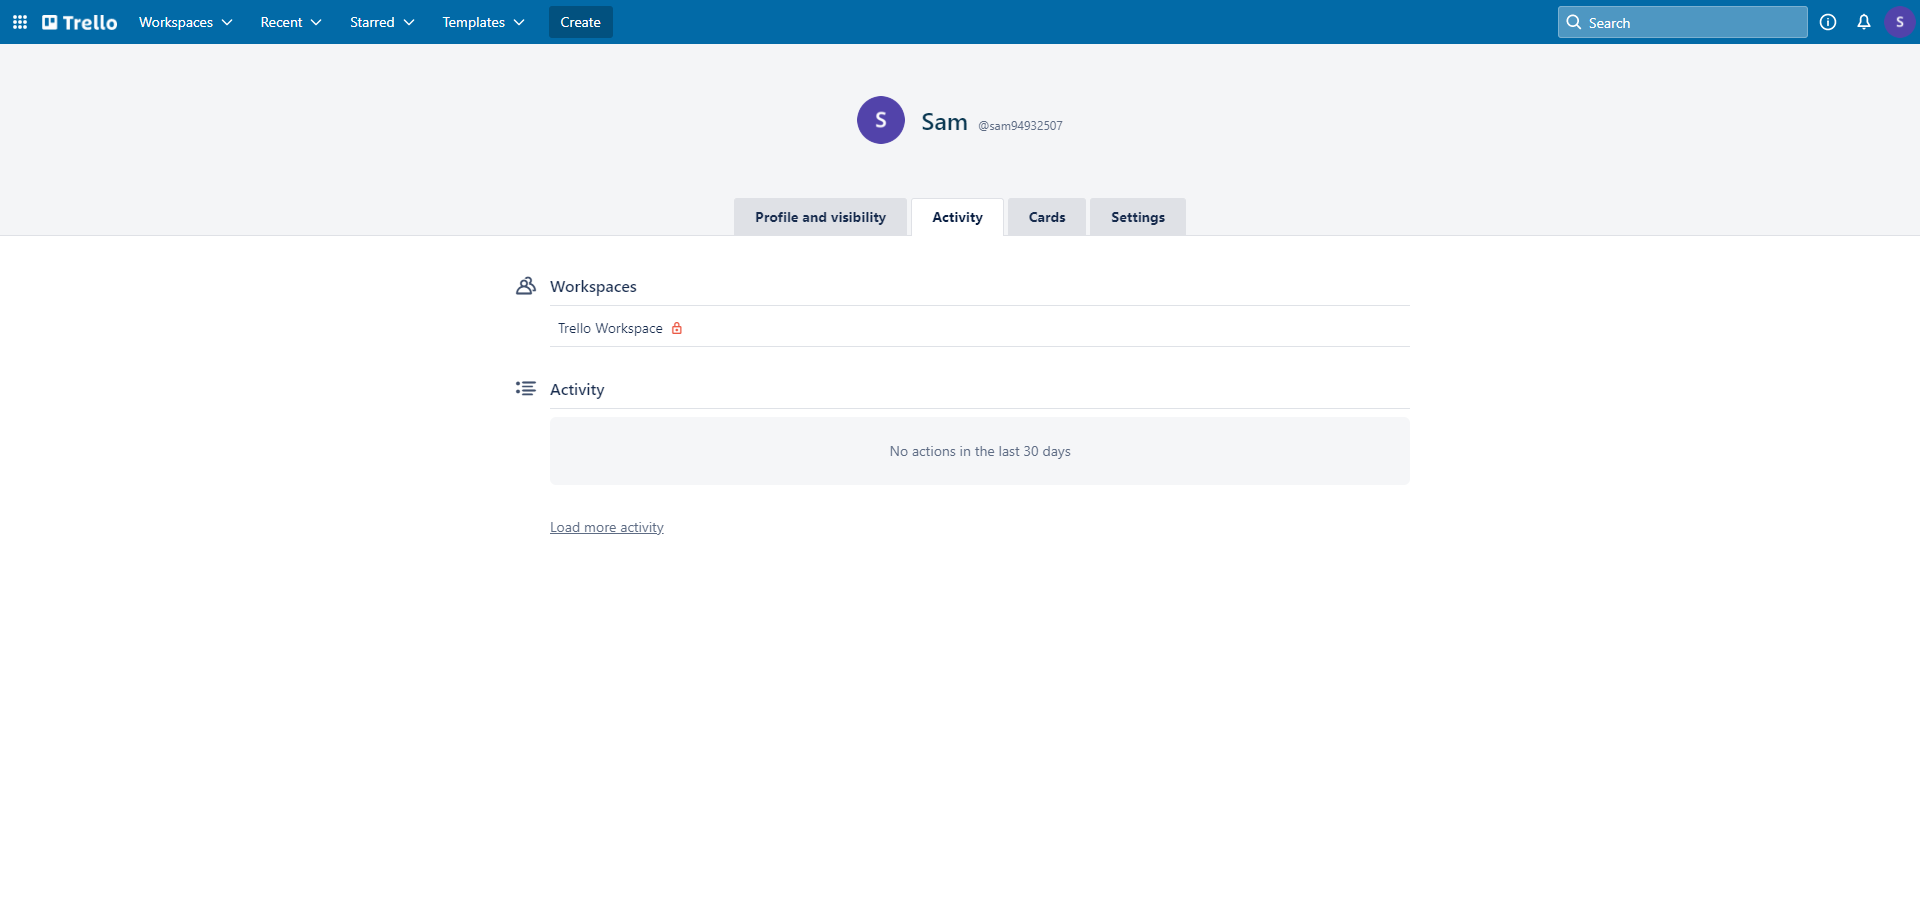 Trello Workspaces Recent Starred Templates Create Search S
S Sam @sam94932507
Profile and visibility Activity Cards Settings
Workspaces
Trello Workspace
Activity
No actions in the last 30 days
Load more activity